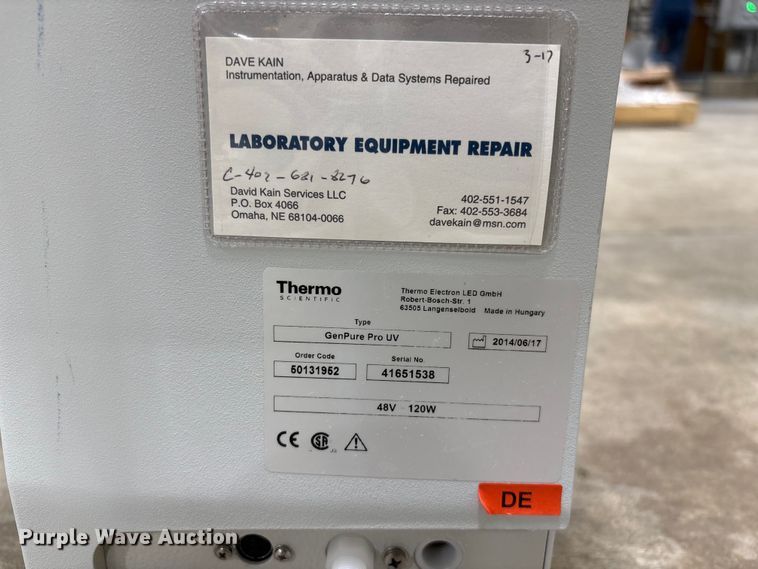 3-17
DAVE KAIN
Instrumentation, Apparatus & Data Systems Repaired
LABORATORY EQUIPMENT REPAIR
C-402-681-8276
David Kain Services LLC
P.O. Box 4066
Omaha, NE 68104-0066
402-551-1547
Fax: 402-553-3684
davekain@msn.com
Thermo
SCIENTIFIC
Thermo Electron LED GmbH
Robert-Bosch-Str. 1
63505 Langenselbold Made in Hungary
Type
GenPure Pro UV
2014/06/17
Order Code
Serial No.
50131952
41651538
48V 120W
CE SA
DE
Purple Wave Auction